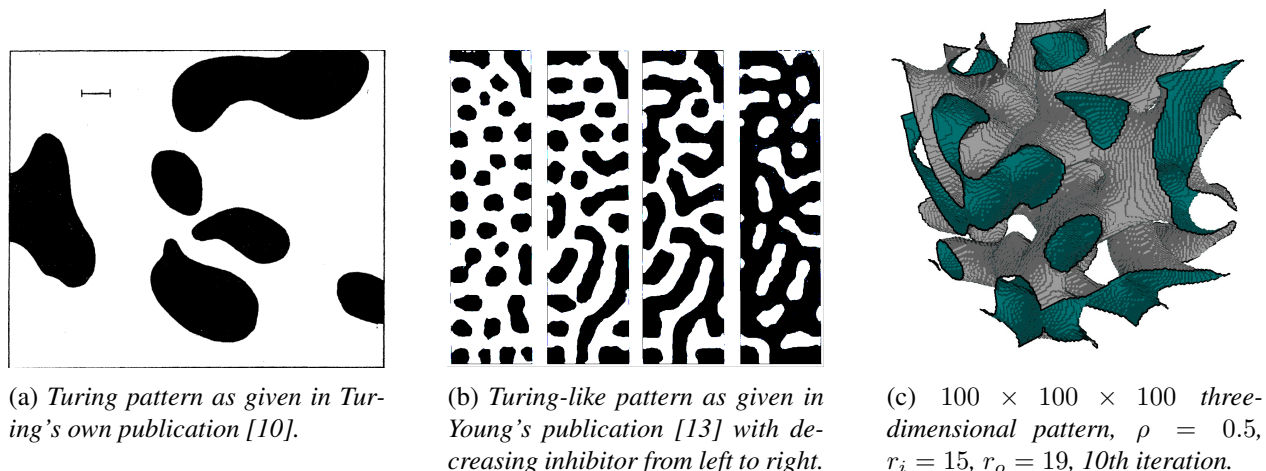 (a) Turing pattern as given in Tur-
ing's own publication [10].
(b) Turing-like pattern as given in
Young's publication [13] with de-
creasing inhibitor from left to right.
(c) 100 × 100 × 100 three-
dimensional pattern, ρ = 0.5,
r_i = 15, r_o = 19, 10th iteration.